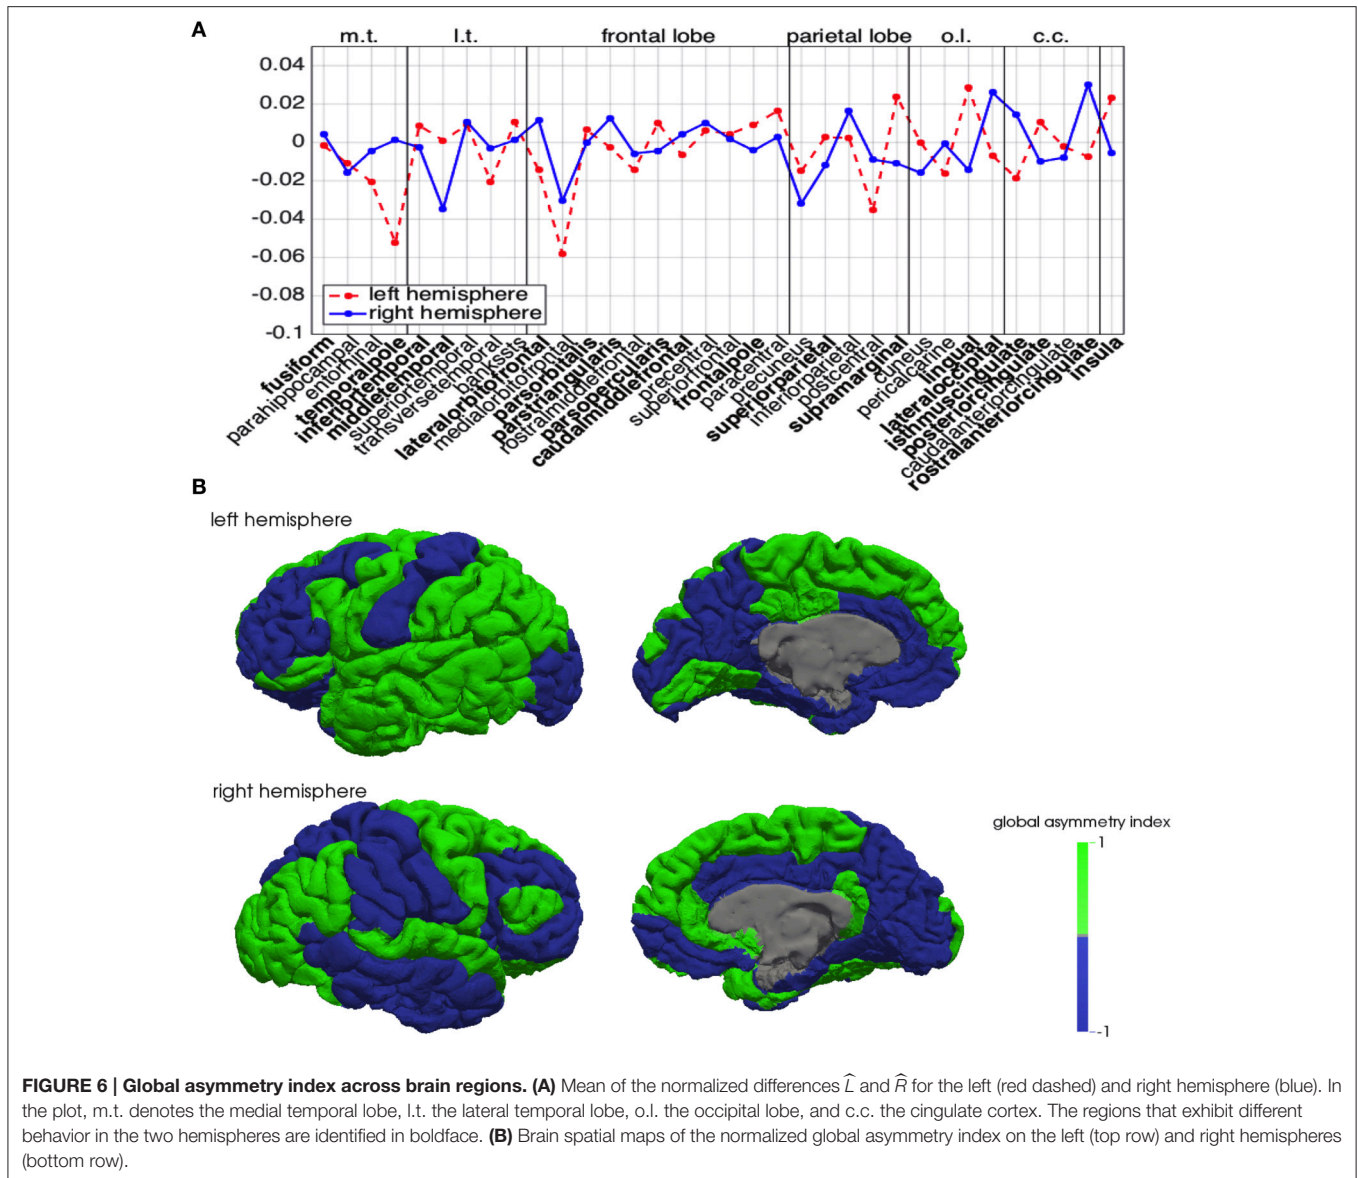 A
m.t. l.t. frontal lobe parietal lobe o.l. c.c.
0.04
0.02
0
-0.02
-0.04
-0.06
-0.08
-0.1
left hemisphere
right hemisphere
fusiform
parahippocampal
entorhinal
temporalpole
inferiortemporal
middletemporal
superiortemporal
transversetemporal
bankssts
lateralorbitofrontal
medialorbitofrontal
parsorbitalis
parstriangularis
rostralmiddlefrontal
parsopercularis
caudalmiddlefrontal
precentral
superiorfrontal
frontalpole
paracentral
precuneus
superiorparietal
inferiorparietal
postcentral
supramarginal
cuneus
pericalcarine
lingual
lateraloccipital
isthmuscingulate
posteriorcingulate
caudalanteriorcingulate
rostralanteriorcingulate
insula
B
left hemisphere
right hemisphere
global asymmetry index
1
-1
FIGURE 6 | Global asymmetry index across brain regions. (A) Mean of the normalized differences L̂ and R̂ for the left (red dashed) and right hemisphere (blue). In
the plot, m.t. denotes the medial temporal lobe, l.t. the lateral temporal lobe, o.l. the occipital lobe, and c.c. the cingulate cortex. The regions that exhibit different
behavior in the two hemispheres are identified in boldface. (B) Brain spatial maps of the normalized global asymmetry index on the left (top row) and right hemispheres
(bottom row).